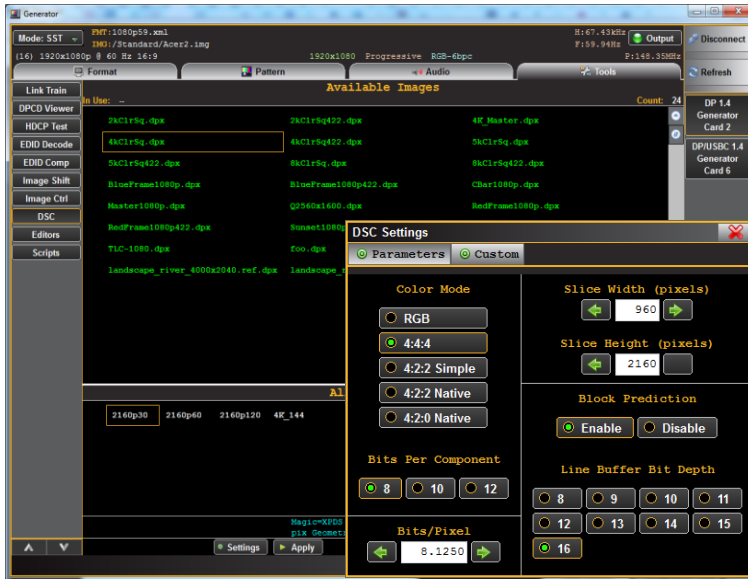 Generator
Mode: SST
FMT:1080p59.xml
IMG:/Standard/Acer2.img
H:67.43kHz
F:59.94Hz
Output
Disconnect
(16) 1920x1080p @ 60 Hz 16:9
1920x1080 Progressive RGB-6bpc
P:148.35MHz
Format
Pattern
Audio
Tools
Refresh
Link Train
DPCD Viewer
HDCP Test
EDID Decode
EDID Comp
Image Shift
Image Ctrl
DSC
Editors
Scripts
DP 1.4
Generator
Card 2
DP/USBC 1.4
Generator
Card 6
Available Images
In Use: --
Count: 24
2kClrSq.dpx 2kClrSq422.dpx 4K_Master.dpx
4kClrSq.dpx 4kClrSq422.dpx 5kClrSq.dpx
5kClrSq422.dpx 8kClrSq.dpx 8kClrSq422.dpx
BlueFrame1080p.dpx BlueFrame1080p422.dpx CBar1080p.dpx
Master1080p.dpx Q2560x1600.dpx RedFrame1080p.dpx
RedFrame1080p422.dpx Sunset1080p
TLC-1080.dpx foo.dpx
landscape_river_4000x2040.ref.dpx landscape_r
Al
2160p30 2160p60 2160p120 4K_144
Magic=XPDS
pix Geomet
Settings
Apply
DSC Settings
Parameters
Custom
Color Mode
RGB
4:4:4
4:2:2 Simple
4:2:2 Native
4:2:0 Native
Bits Per Component
8 10 12
Bits/Pixel
8.1250
Slice Width (pixels)
960
Slice Height (pixels)
2160
Block Prediction
Enable Disable
Line Buffer Bit Depth
8 9 10 11
12 13 14 15
16